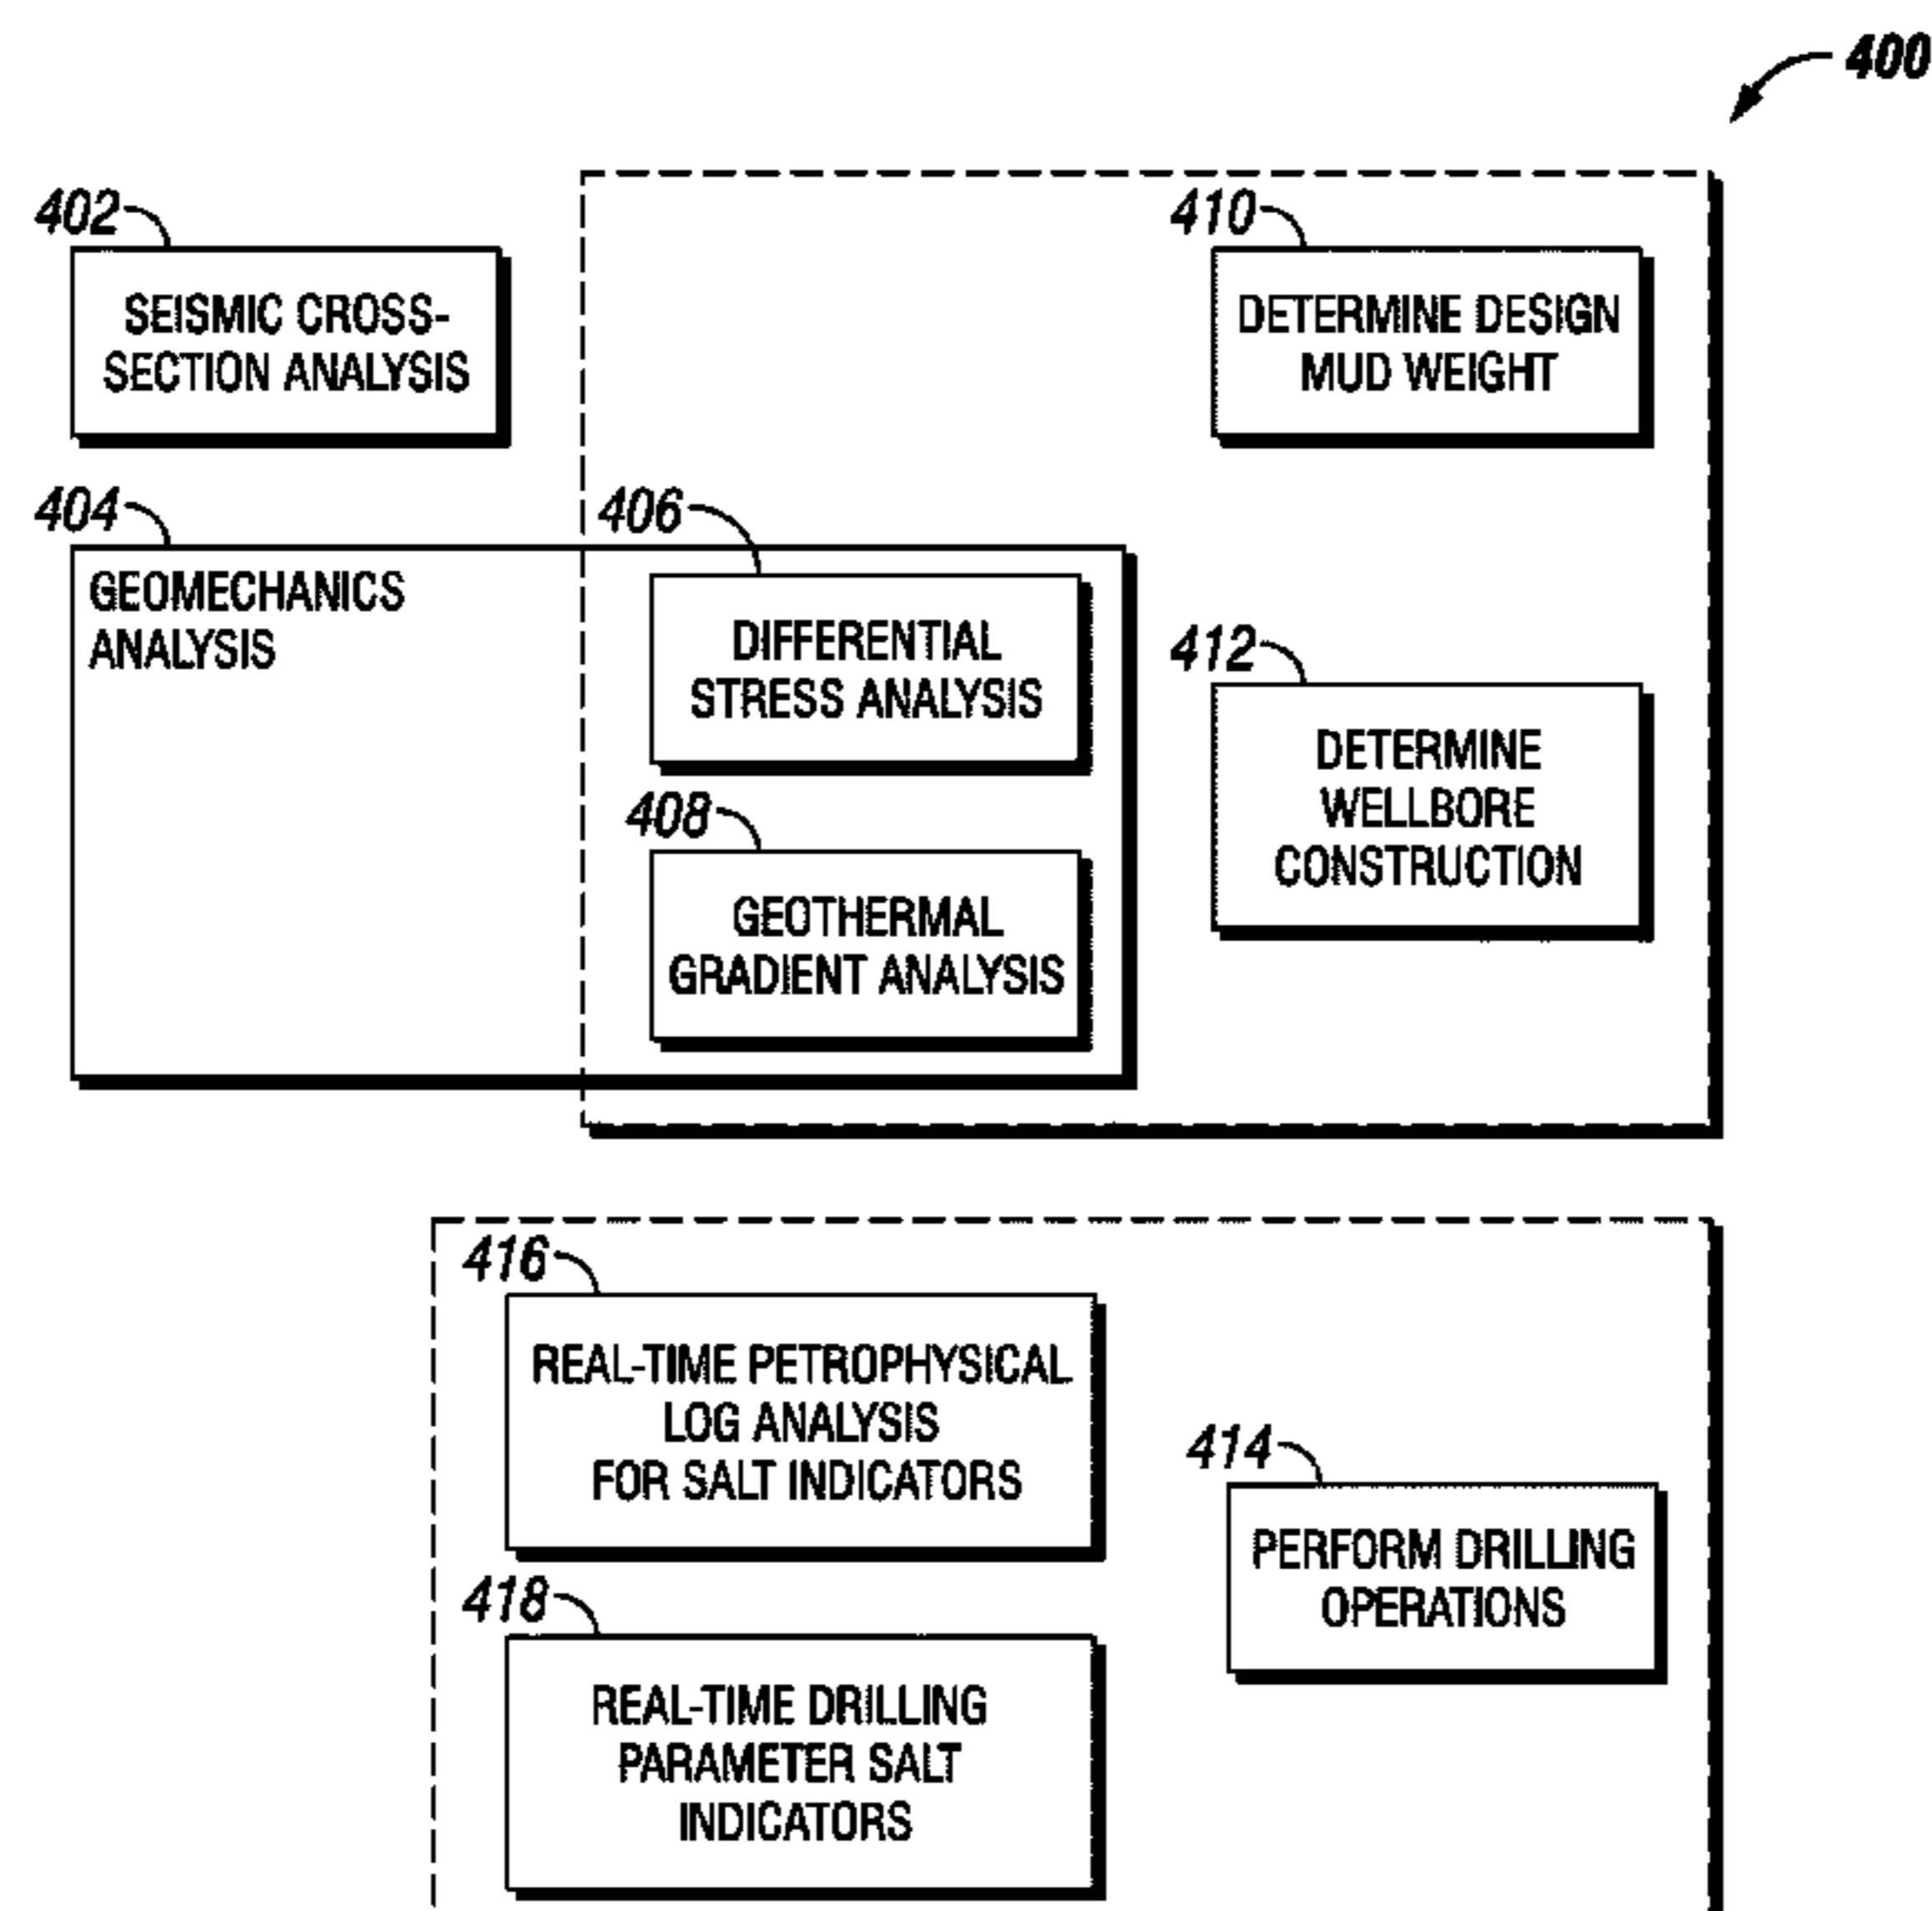 400
402
SEISMIC CROSS-
SECTION ANALYSIS
410
DETERMINE DESIGN
MUD WEIGHT
404
GEOMECHANICS
ANALYSIS
406
DIFFERENTIAL
STRESS ANALYSIS
408
GEOTHERMAL
GRADIENT ANALYSIS
412
DETERMINE
WELLBORE
CONSTRUCTION
416
REAL-TIME PETROPHYSICAL
LOG ANALYSIS
FOR SALT INDICATORS
414
PERFORM DRILLING
OPERATIONS
418
REAL-TIME DRILLING
PARAMETER SALT
INDICATORS